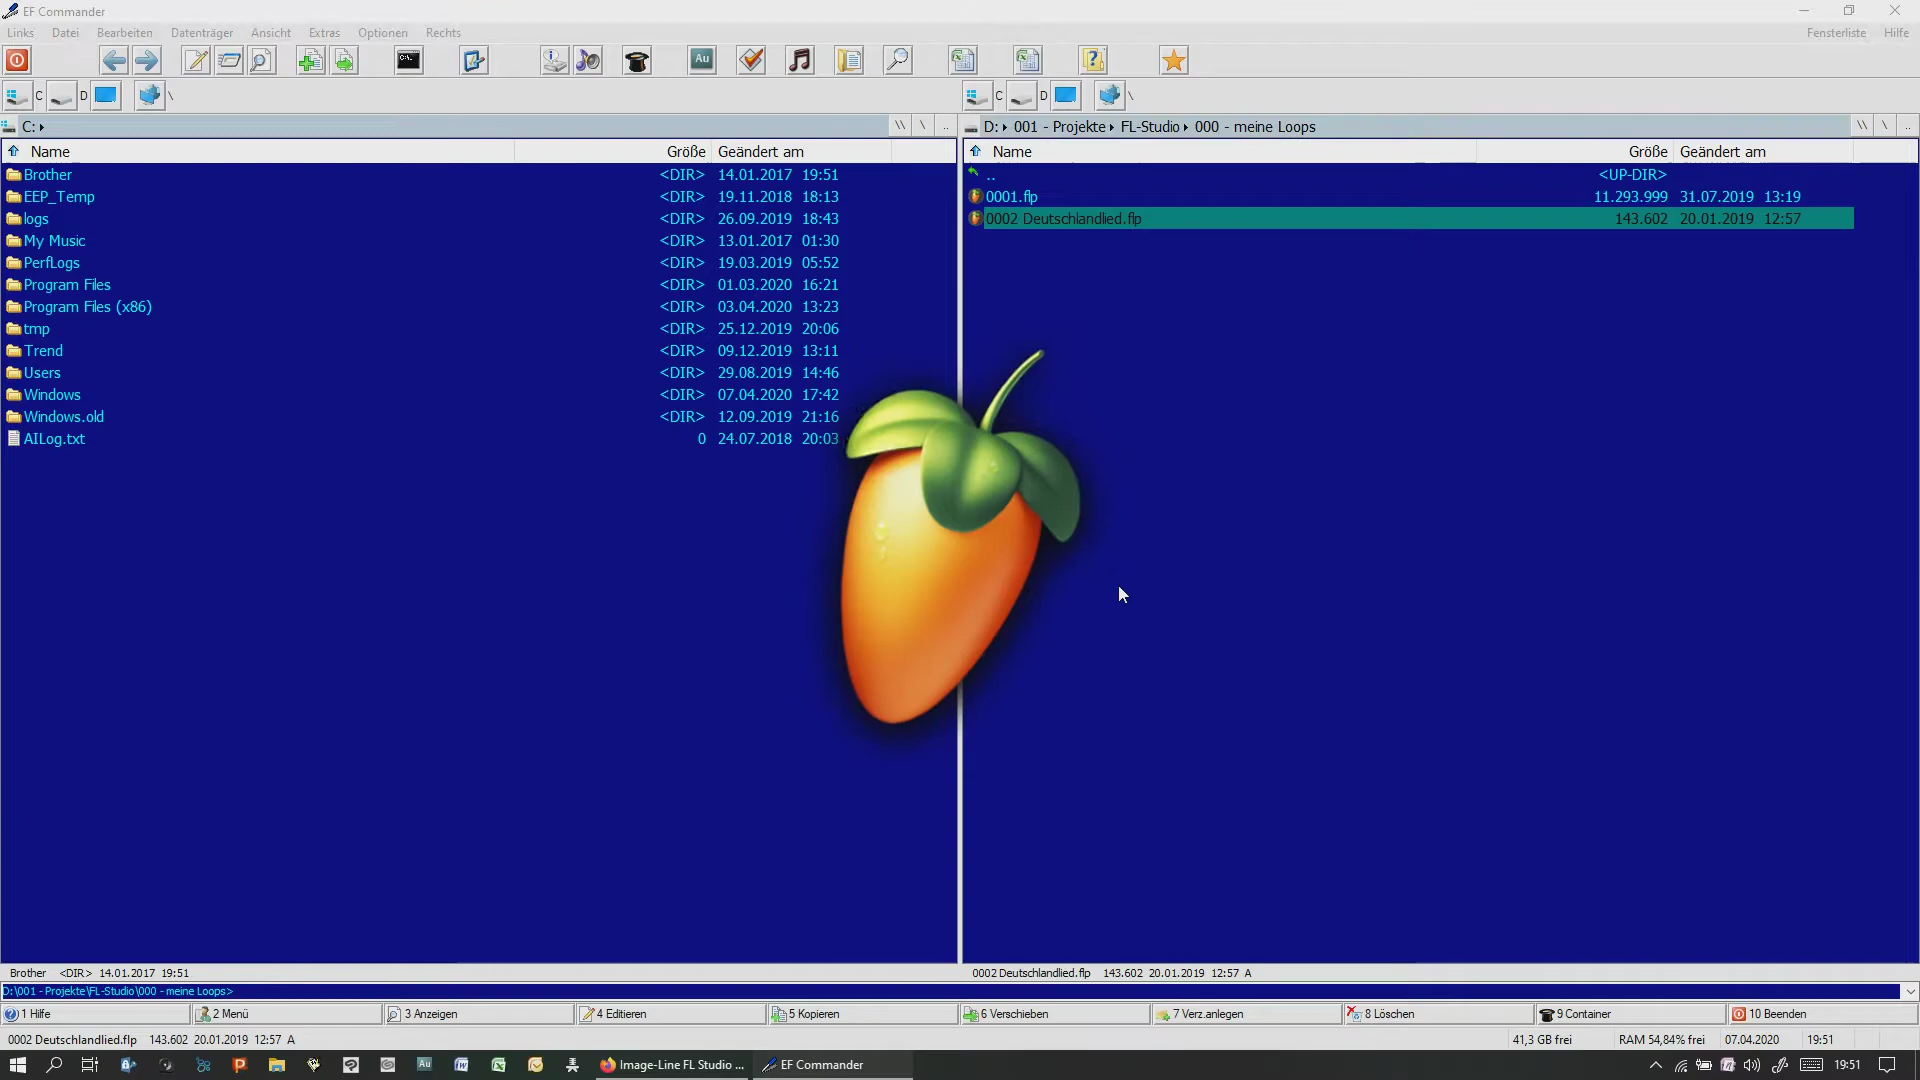 EF Commander
Links Datei Bearbeiten Datenträger Ansicht Extras Optionen Rechts Fensterliste Hilfe
Au
C D \ C D \
C: \\ \ .. D: 001 - Projekte FL-Studio 000 - meine Loops \\ \ ..
Name Größe Geändert am Name Größe Geändert am
Brother <DIR> 14.01.2017 19:51 .. <UP-DIR>
EEP_Temp <DIR> 19.11.2018 18:13 0001.flp 11.293.999 31.07.2019 13:19
logs <DIR> 26.09.2019 18:43 0002 Deutschlandlied.flp 143.602 20.01.2019 12:57
My Music <DIR> 13.01.2017 01:30
PerfLogs <DIR> 19.03.2019 05:52
Program Files <DIR> 01.03.2020 16:21
Program Files (x86) <DIR> 03.04.2020 13:23
tmp <DIR> 25.12.2019 20:06
Trend <DIR> 09.12.2019 13:11
Users <DIR> 29.08.2019 14:46
Windows <DIR> 07.04.2020 17:42
Windows.old <DIR> 12.09.2019 21:16
AILog.txt 0 24.07.2018 20:03
Brother <DIR> 14.01.2017 19:51 0002 Deutschlandlied.flp 143.602 20.01.2019 12:57 A
D:\001 - Projekte\FL-Studio\000 - meine Loops>
1 Hilfe 2 Menü 3 Anzeigen 4 Editieren 5 Kopieren 6 Verschieben 7 Verz.anlegen 8 Löschen 9 Container 10 Beenden
0002 Deutschlandlied.flp 143.602 20.01.2019 12:57 A 41,3 GB frei RAM 54,84% frei 07.04.2020 19:51
Au Image-Line FL Studio ... EF Commander 19:51